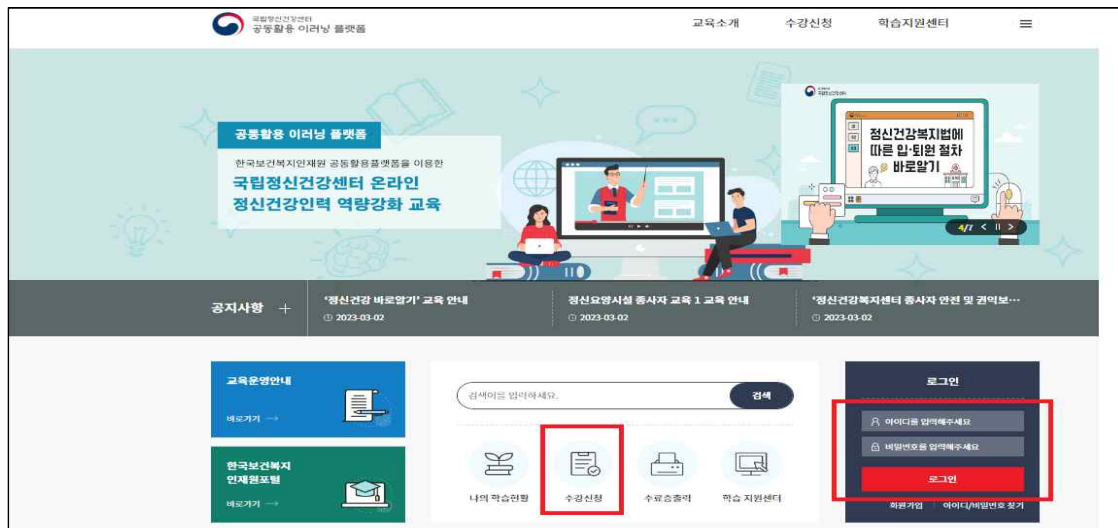 국립정신건강센터
공동활용 이러닝 플랫폼
교육소개
수강신청
학습지원센터
공동활용 이러닝 플랫폼
한국보건복지인재원 공동활용플랫폼을 이용한
국립정신건강센터 온라인
정신건강인력 역량강화 교육
정신건강복지법에
따른 입·퇴원 절차
바로알기
4/7
공지사항
‘정신건강 바로알기’ 교육 안내
2023-03-02
정신요양시설 종사자 교육 1 교육 안내
2023-03-02
‘정신건강복지센터 종사자 안전 및 권익보…
2023-03-02
교육운영안내
바로가기 →
한국보건복지
인재원포털
바로가기 →
검색어를 입력하세요.
검색
나의 학습현황
수강신청
수료증출력
학습 지원센터
로그인
아이디를 입력해주세요
비밀번호를 입력해주세요
로그인
회원가입
아이디/비밀번호 찾기